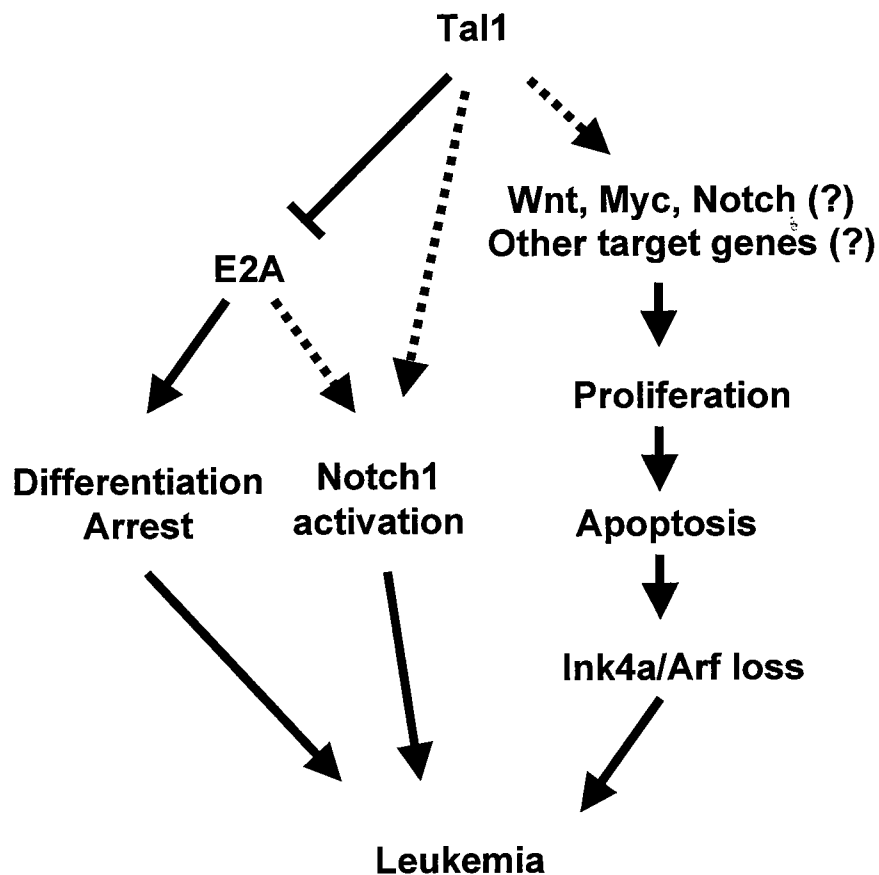 Tal1
Wnt, Myc, Notch (?)
Other target genes (?)
E2A
Proliferation
Differentiation
Arrest
Notch1
activation
Apoptosis
Ink4a/Arf loss
Leukemia